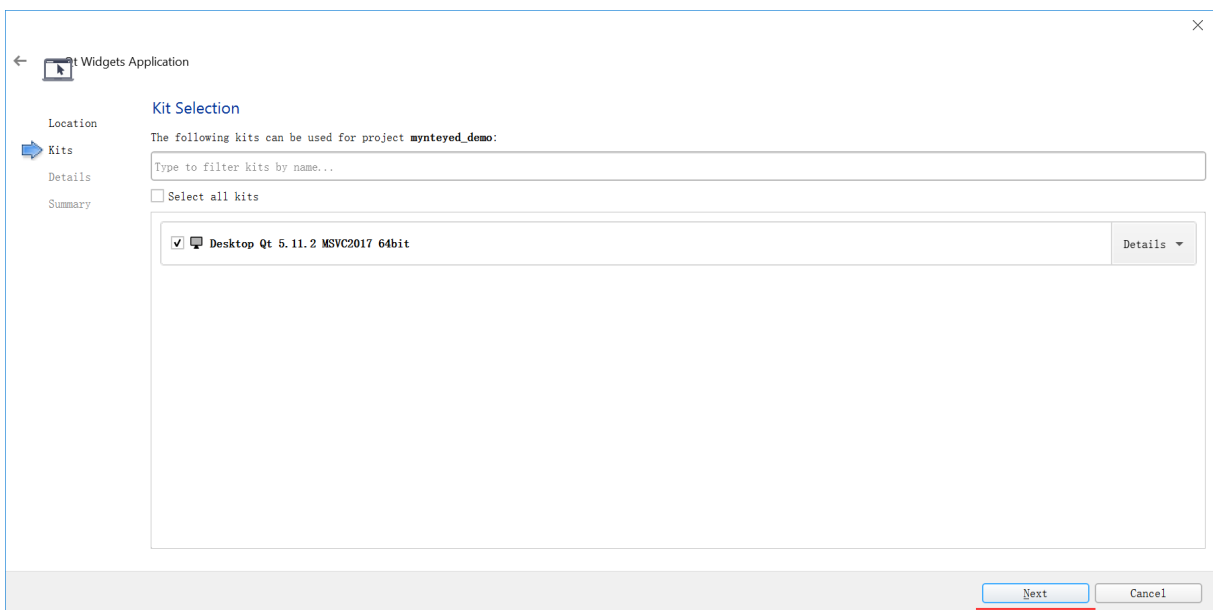 Qt Widgets Application
Location
Kits
Details
Summary
Kit Selection
The following kits can be used for project mynteyed_demo:
Type to filter kits by name...
Select all kits
Desktop Qt 5.11.2 MSVC2017 64bit
Details
Next
Cancel